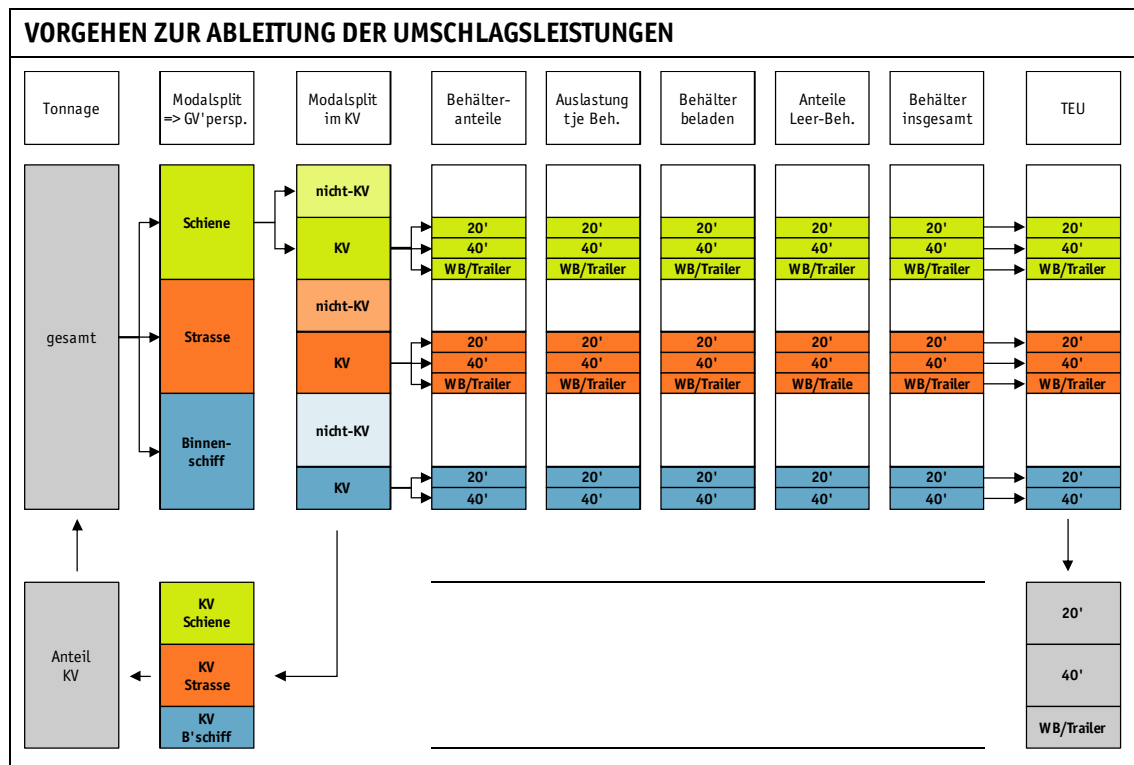 VORGEHEN ZUR ABLEITUNG DER UMSCHLAGSLEISTUNGEN
Tonnage
Modalsplit
=> GV'persp.
Modalsplit
im KV
Behälter-
anteile
Auslastung
tje Beh.
Behälter
beladen
Anteile
Leer-Beh.
Behälter
insgesamt
TEU
gesamt
Schiene
Strasse
Binnen-
schiff
nicht-KV
KV
nicht-KV
KV
nicht-KV
KV
20' 20' 20' 20' 20' 20'
40' 40' 40' 40' 40' 40'
WB/Trailer WB/Trailer WB/Trailer WB/Trailer WB/Trailer WB/Trailer
20' 20' 20' 20' 20' 20'
40' 40' 40' 40' 40' 40'
WB/Trailer WB/Trailer WB/Trailer WB/Traile WB/Trailer WB/Trailer
20' 20' 20' 20' 20' 20'
40' 40' 40' 40' 40' 40'
Anteil
KV
KV
Schiene
KV
Strasse
KV
B'schiff
20'
40'
WB/Trailer